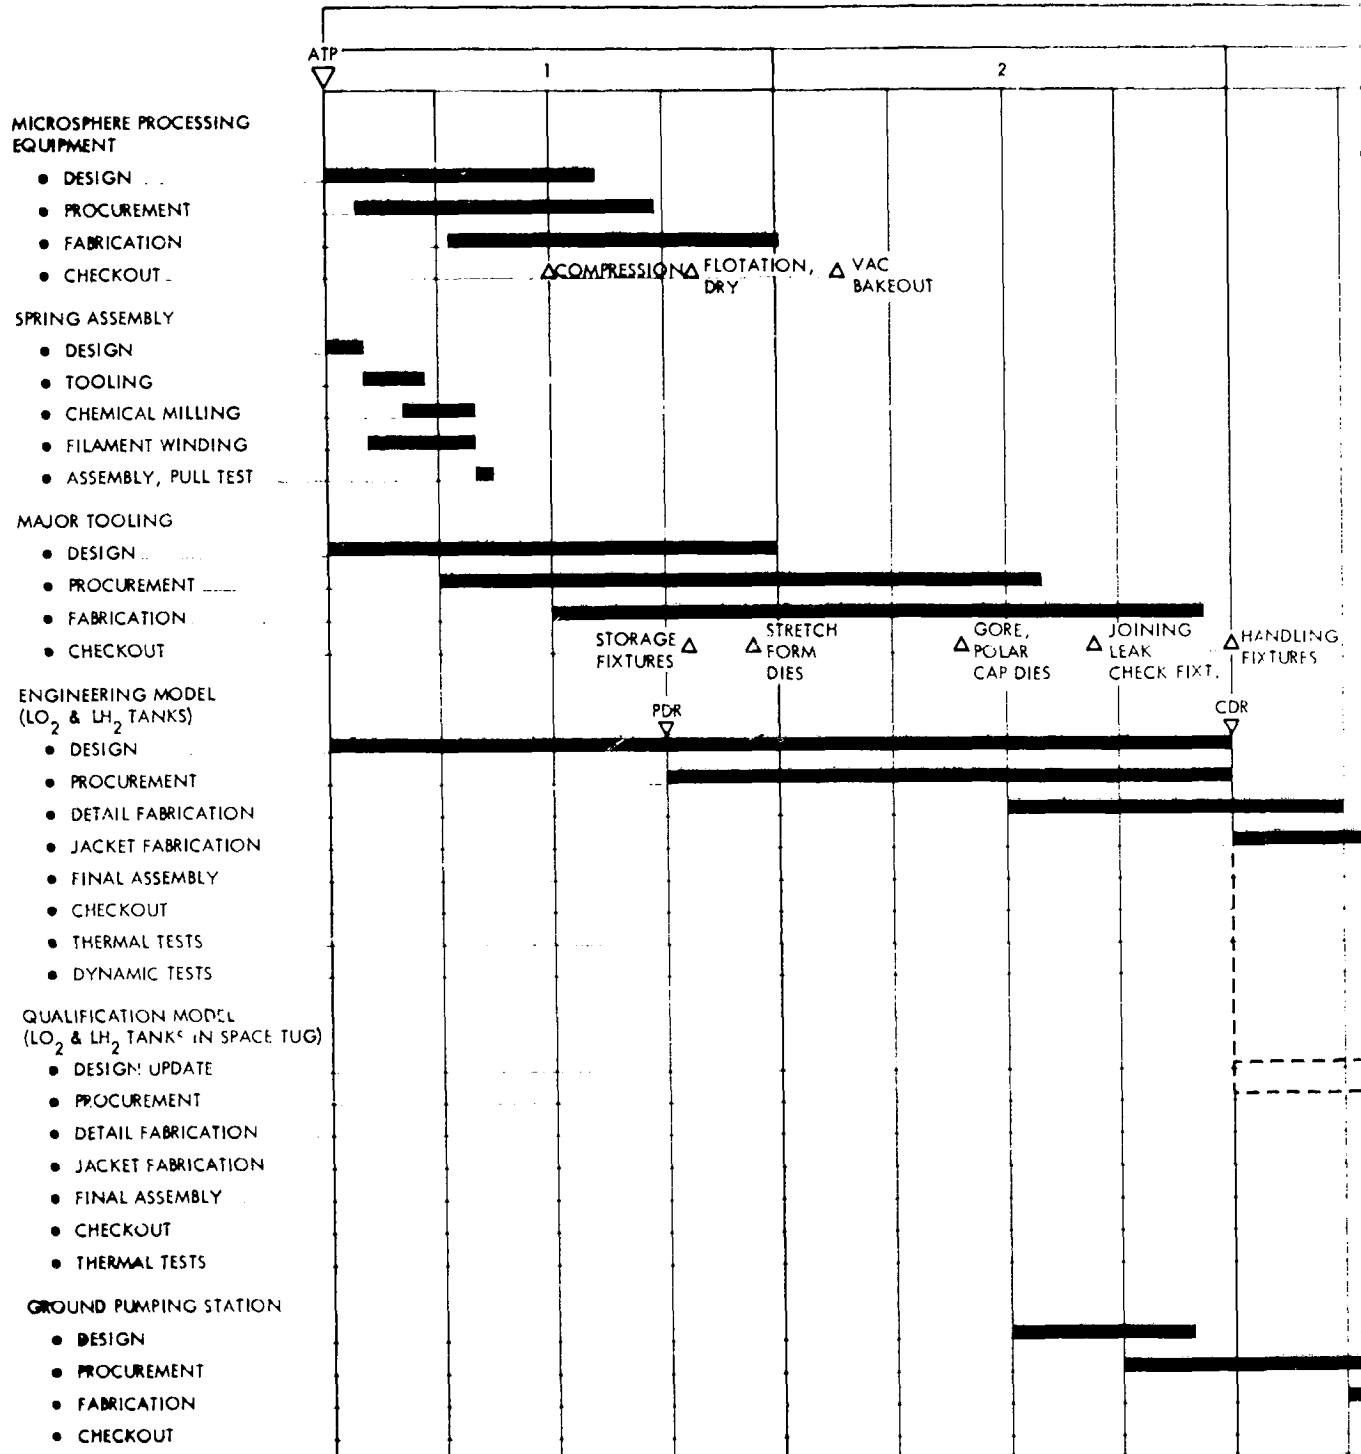 ATP
1
2
MICROSPHERE PROCESSING
EQUIPMENT
• DESIGN
• PROCUREMENT
• FABRICATION
• CHECKOUT
COMPRESSION
FLOTATION,
DRY
VAC
BAKEOUT
SPRING ASSEMBLY
• DESIGN
• TOOLING
• CHEMICAL MILLING
• FILAMENT WINDING
• ASSEMBLY, PULL TEST
MAJOR TOOLING
• DESIGN
• PROCUREMENT
• FABRICATION
• CHECKOUT
STORAGE
FIXTURES
STRETCH
FORM
DIES
GORE,
POLAR
CAP DIES
JOINING
LEAK
CHECK FIXT.
HANDLING
FIXTURES
ENGINEERING MODEL
(LO2 & LH2 TANKS)
PDR
CDR
• DESIGN
• PROCUREMENT
• DETAIL FABRICATION
• JACKET FABRICATION
• FINAL ASSEMBLY
• CHECKOUT
• THERMAL TESTS
• DYNAMIC TESTS
QUALIFICATION MODEL
(LO2 & LH2 TANKS IN SPACE TUG)
• DESIGN UPDATE
• PROCUREMENT
• DETAIL FABRICATION
• JACKET FABRICATION
• FINAL ASSEMBLY
• CHECKOUT
• THERMAL TESTS
GROUND PUMPING STATION
• DESIGN
• PROCUREMENT
• FABRICATION
• CHECKOUT